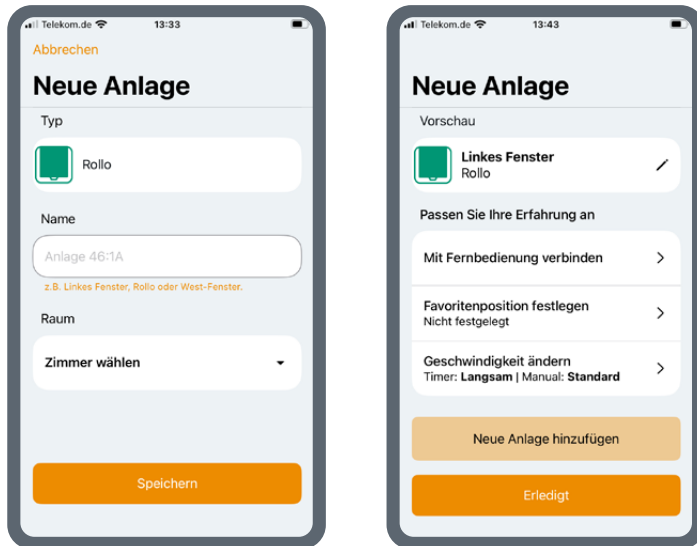 Telekom.de 13:33
Abbrechen
Neue Anlage
Typ
Rollo
Name
Anlage 46:1A
z.B. Linkes Fenster, Rollo oder West-Fenster.
Raum
Zimmer wählen
Speichern
Telekom.de 13:43
Neue Anlage
Vorschau
Linkes Fenster
Rollo
Passen Sie Ihre Erfahrung an
Mit Fernbedienung verbinden
Favoritenposition festlegen
Nicht festgelegt
Geschwindigkeit ändern
Timer: Langsam | Manual: Standard
Neue Anlage hinzufügen
Erledigt